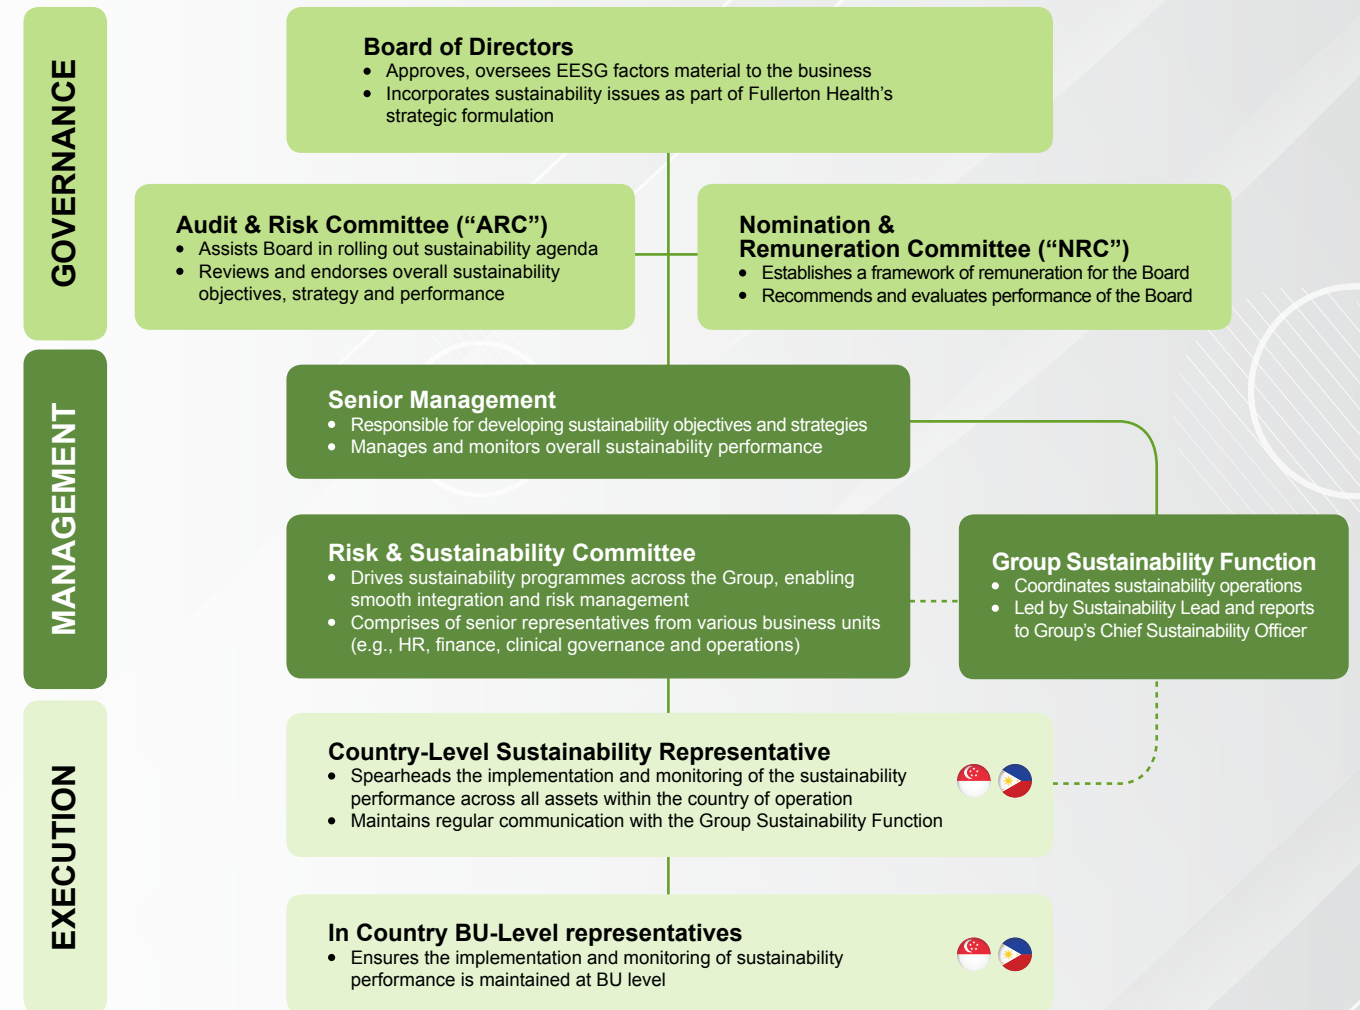 GOVERNANCE
Board of Directors
• Approves, oversees EESG factors material to the business
• Incorporates sustainability issues as part of Fullerton Health’s
strategic formulation
Audit & Risk Committee (“ARC”)
• Assists Board in rolling out sustainability agenda
• Reviews and endorses overall sustainability
objectives, strategy and performance
Nomination &
Remuneration Committee (“NRC”)
• Establishes a framework of remuneration for the Board
• Recommends and evaluates performance of the Board
MANAGEMENT
Senior Management
• Responsible for developing sustainability objectives and strategies
• Manages and monitors overall sustainability performance
Risk & Sustainability Committee
• Drives sustainability programmes across the Group, enabling
smooth integration and risk management
• Comprises of senior representatives from various business units
(e.g., HR, finance, clinical governance and operations)
Group Sustainability Function
• Coordinates sustainability operations
• Led by Sustainability Lead and reports
to Group’s Chief Sustainability Officer
EXECUTION
Country-Level Sustainability Representative
• Spearheads the implementation and monitoring of the sustainability
performance across all assets within the country of operation
• Maintains regular communication with the Group Sustainability Function
In Country BU-Level representatives
• Ensures the implementation and monitoring of sustainability
performance is maintained at BU level